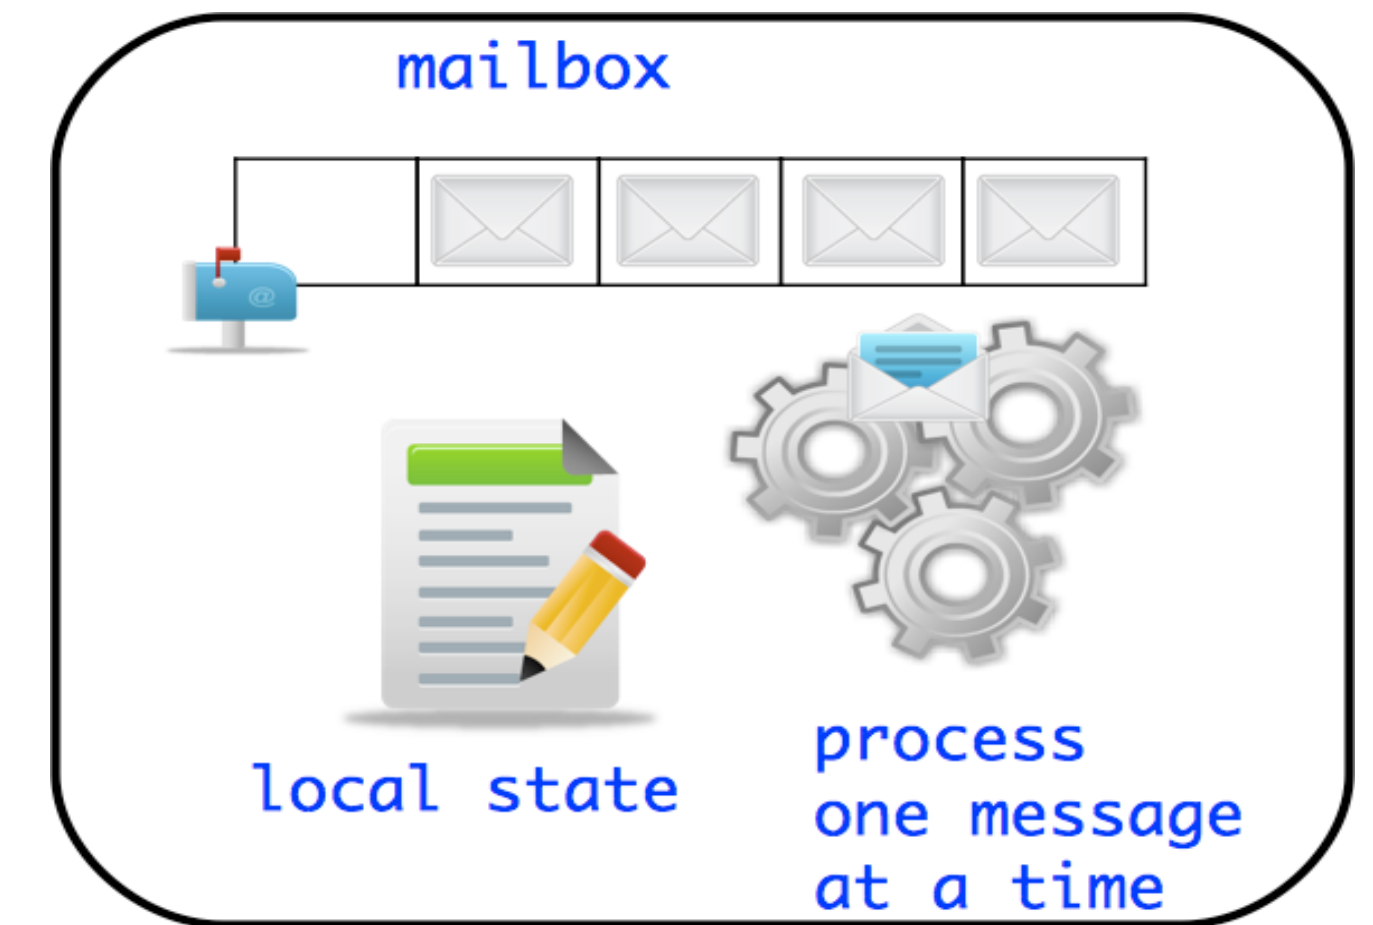 mailbox
@
local state
process
one message
at a time